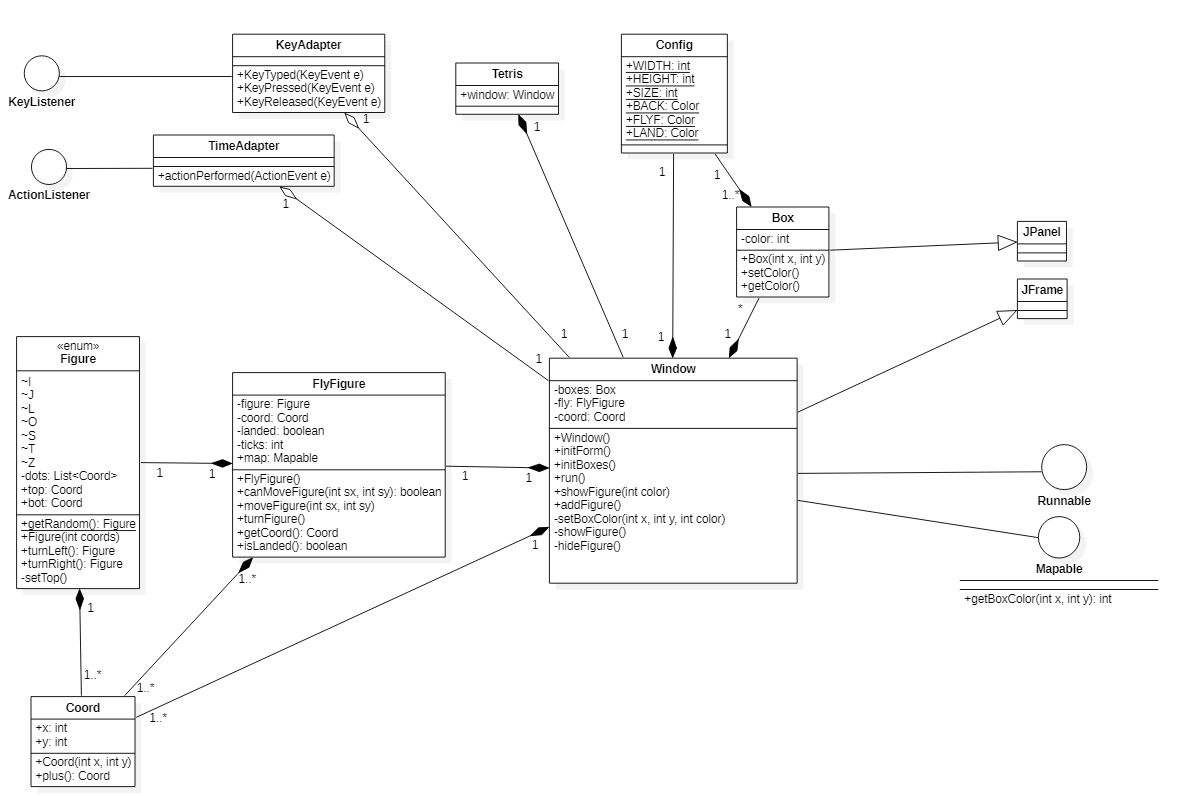 KeyListener
KeyAdapter
+KeyTyped(KeyEvent e)
+KeyPressed(KeyEvent e)
+KeyReleased(KeyEvent e)
1
ActionListener
TimeAdapter
+actionPerformed(ActionEvent e)
1
Tetris
+window: Window
1
Config
+WIDTH: int
+HEIGHT: int
+SIZE: int
+BACK: Color
+FLYF: Color
+LAND: Color
1
1
1..*
Box
-color: int
+Box(int x, int y)
+setColor()
+getColor()
*
JPanel
JFrame
1
1
1
1
1
Window
-boxes: Box
-fly: FlyFigure
-coord: Coord
+Window()
+initForm()
+initBoxes()
+run()
+showFigure(int color)
+addFigure()
-setBoxColor(int x, int y, int color)
-showFigure()
-hideFigure()
«enum»
Figure
~I
~J
~L
~O
~S
~T
~Z
-dots: List<Coord>
+top: Coord
+bot: Coord
+getRandom(): Figure
+Figure(int coords)
+turnLeft(): Figure
+turnRight(): Figure
-setTop()
1
1
FlyFigure
-figure: Figure
-coord: Coord
-landed: boolean
-ticks: int
+map: Mapable
+FlyFigure()
+canMoveFigure(int sx, int sy): boolean
+moveFigure(int sx, int sy)
+turnFigure()
+getCoord(): Coord
+isLanded(): boolean
1
1
1
1..*
1
1..*
1..*
1..*
Coord
+x: int
+y: int
+Coord(int x, int y)
+plus(): Coord
Runnable
Mapable
+getBoxColor(int x, int y): int